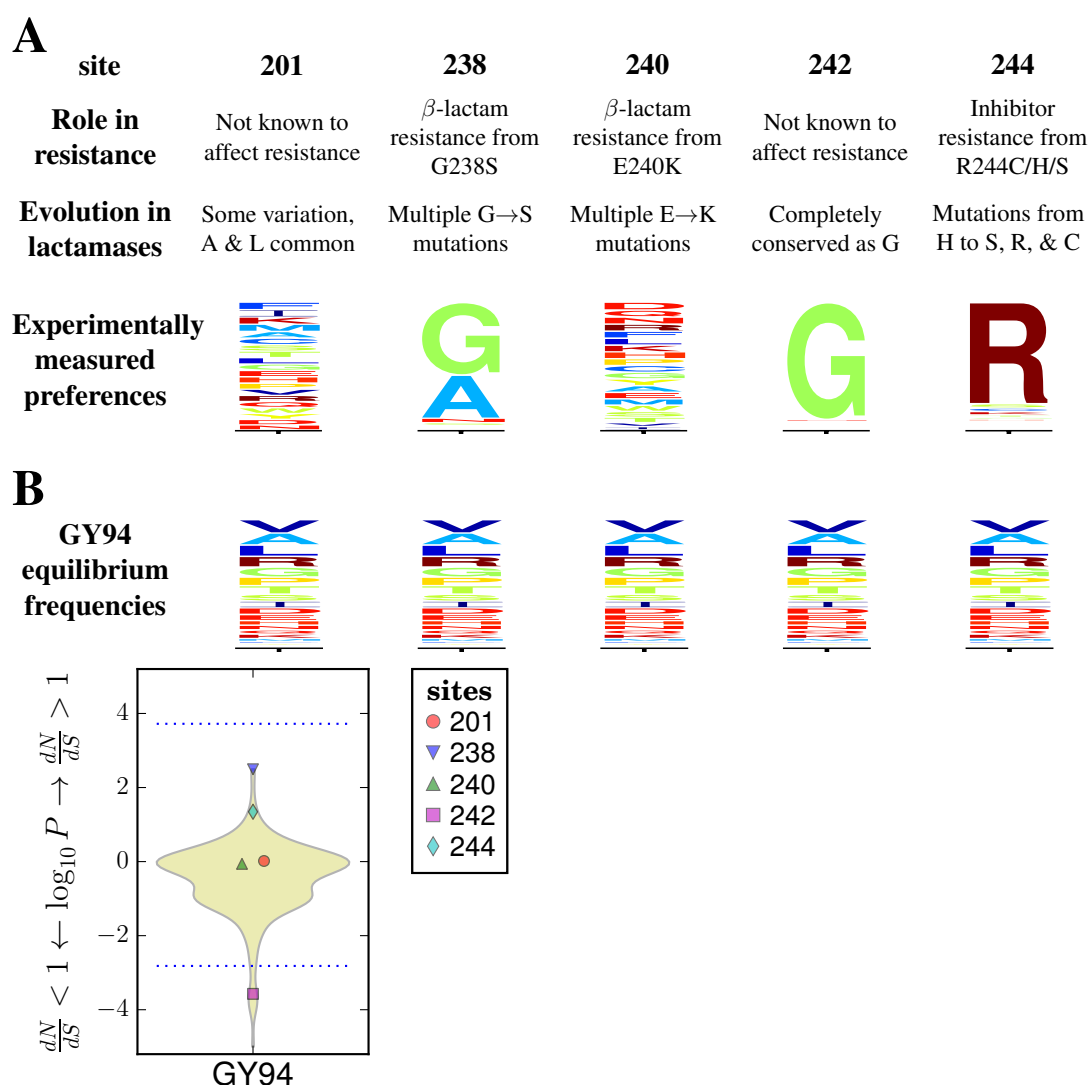 A
site 201 238 240 242 244
Role in resistance
Not known to
affect resistance
β-lactam
resistance from
G238S
β-lactam
resistance from
E240K
Not known to
affect resistance
Inhibitor
resistance from
R244C/H/S
Evolution in
lactamases
Some variation,
A & L common
Multiple G→S
mutations
Multiple E→K
mutations
Completely
conserved as G
Mutations from
H to S, R, & C
Experimentally
measured
preferences
G
A
G
R
B
GY94
equilibrium
frequencies
dN/dS < 1 ← log₁₀ P → dN/dS > 1
4
2
0
−2
−4
GY94
sites
201
238
240
242
244